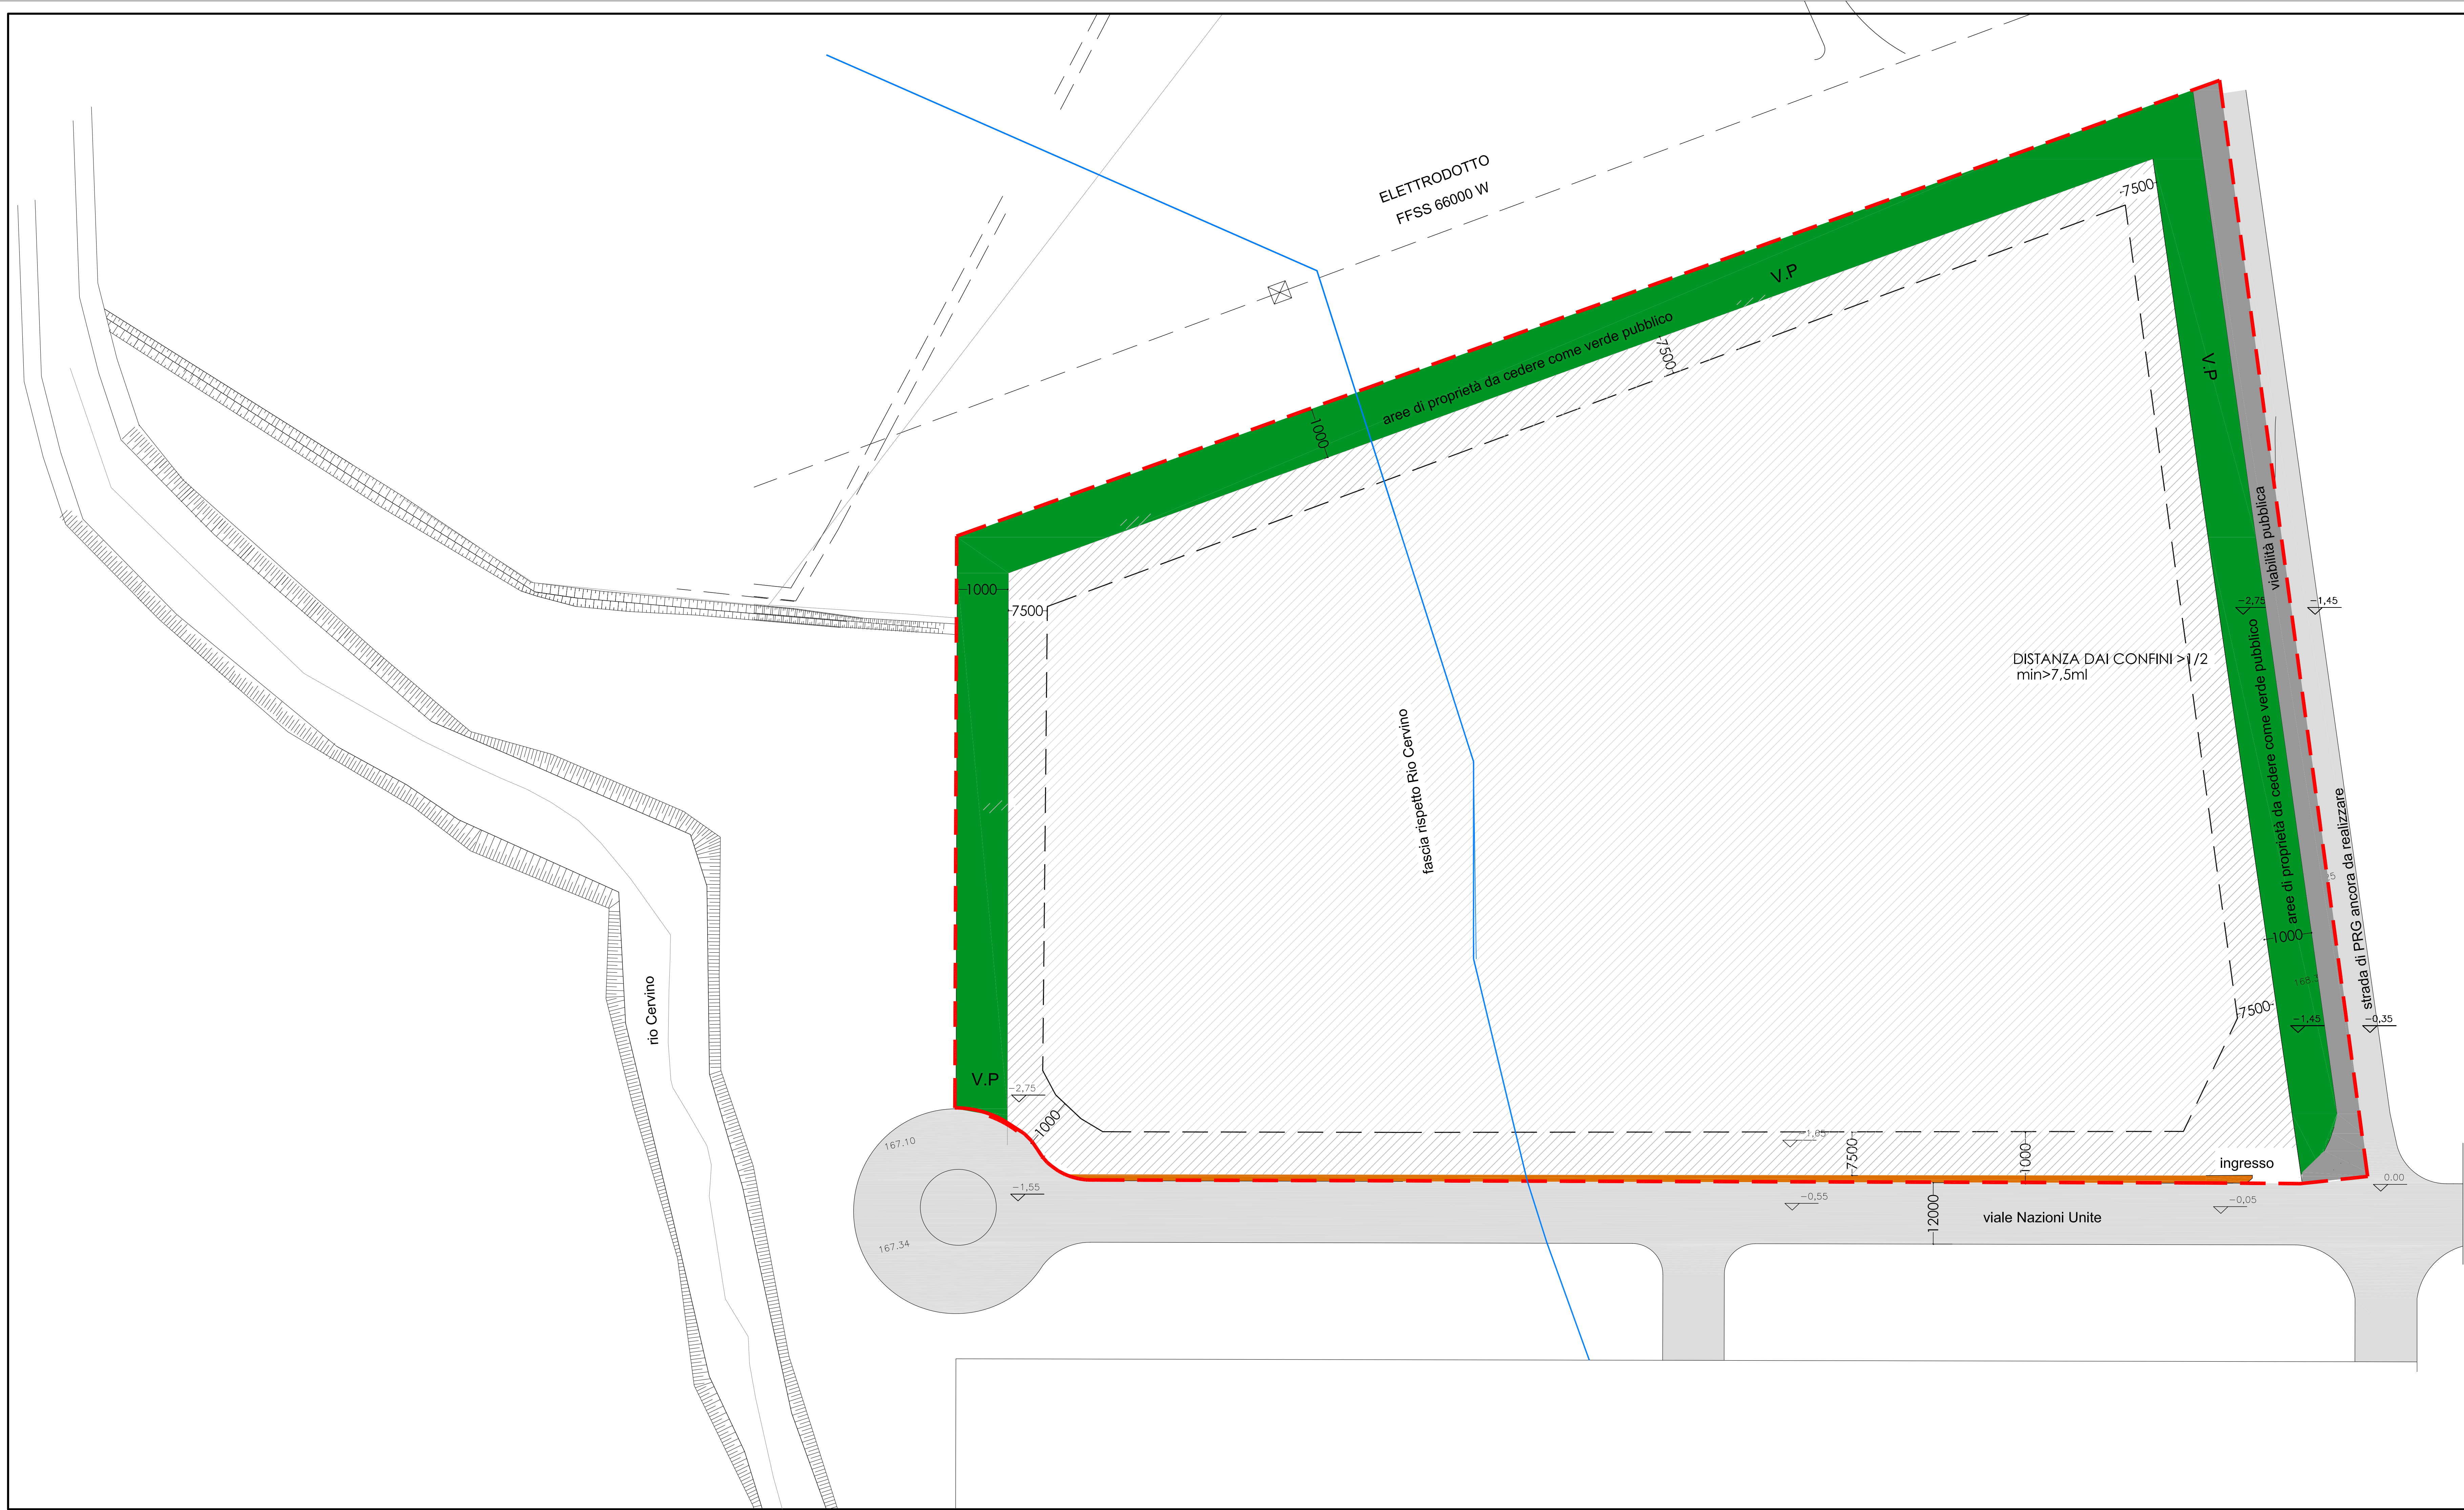 ELETTRODOTTO
FFSS 66000 W
7500
V.P
aree di proprietà da cedere come verde pubblico
7500
V.P
1000
viabilità pubblica
1000
7500
-2,75
-1,45
aree di proprietà da cedere come verde pubblico
DISTANZA DAI CONFINI >1/2
min>7,5ml
fascia rispetto Rio Cervino
strada di PRG ancora da realizzare
1000
rio Cervino
7500
-1,45
-0,35
V.P
-2,75
1000
167.10
-1,65
7500
1000
ingresso
-1,55
-0,55
-0,05
0.00
12000
viale Nazioni Unite
167.34